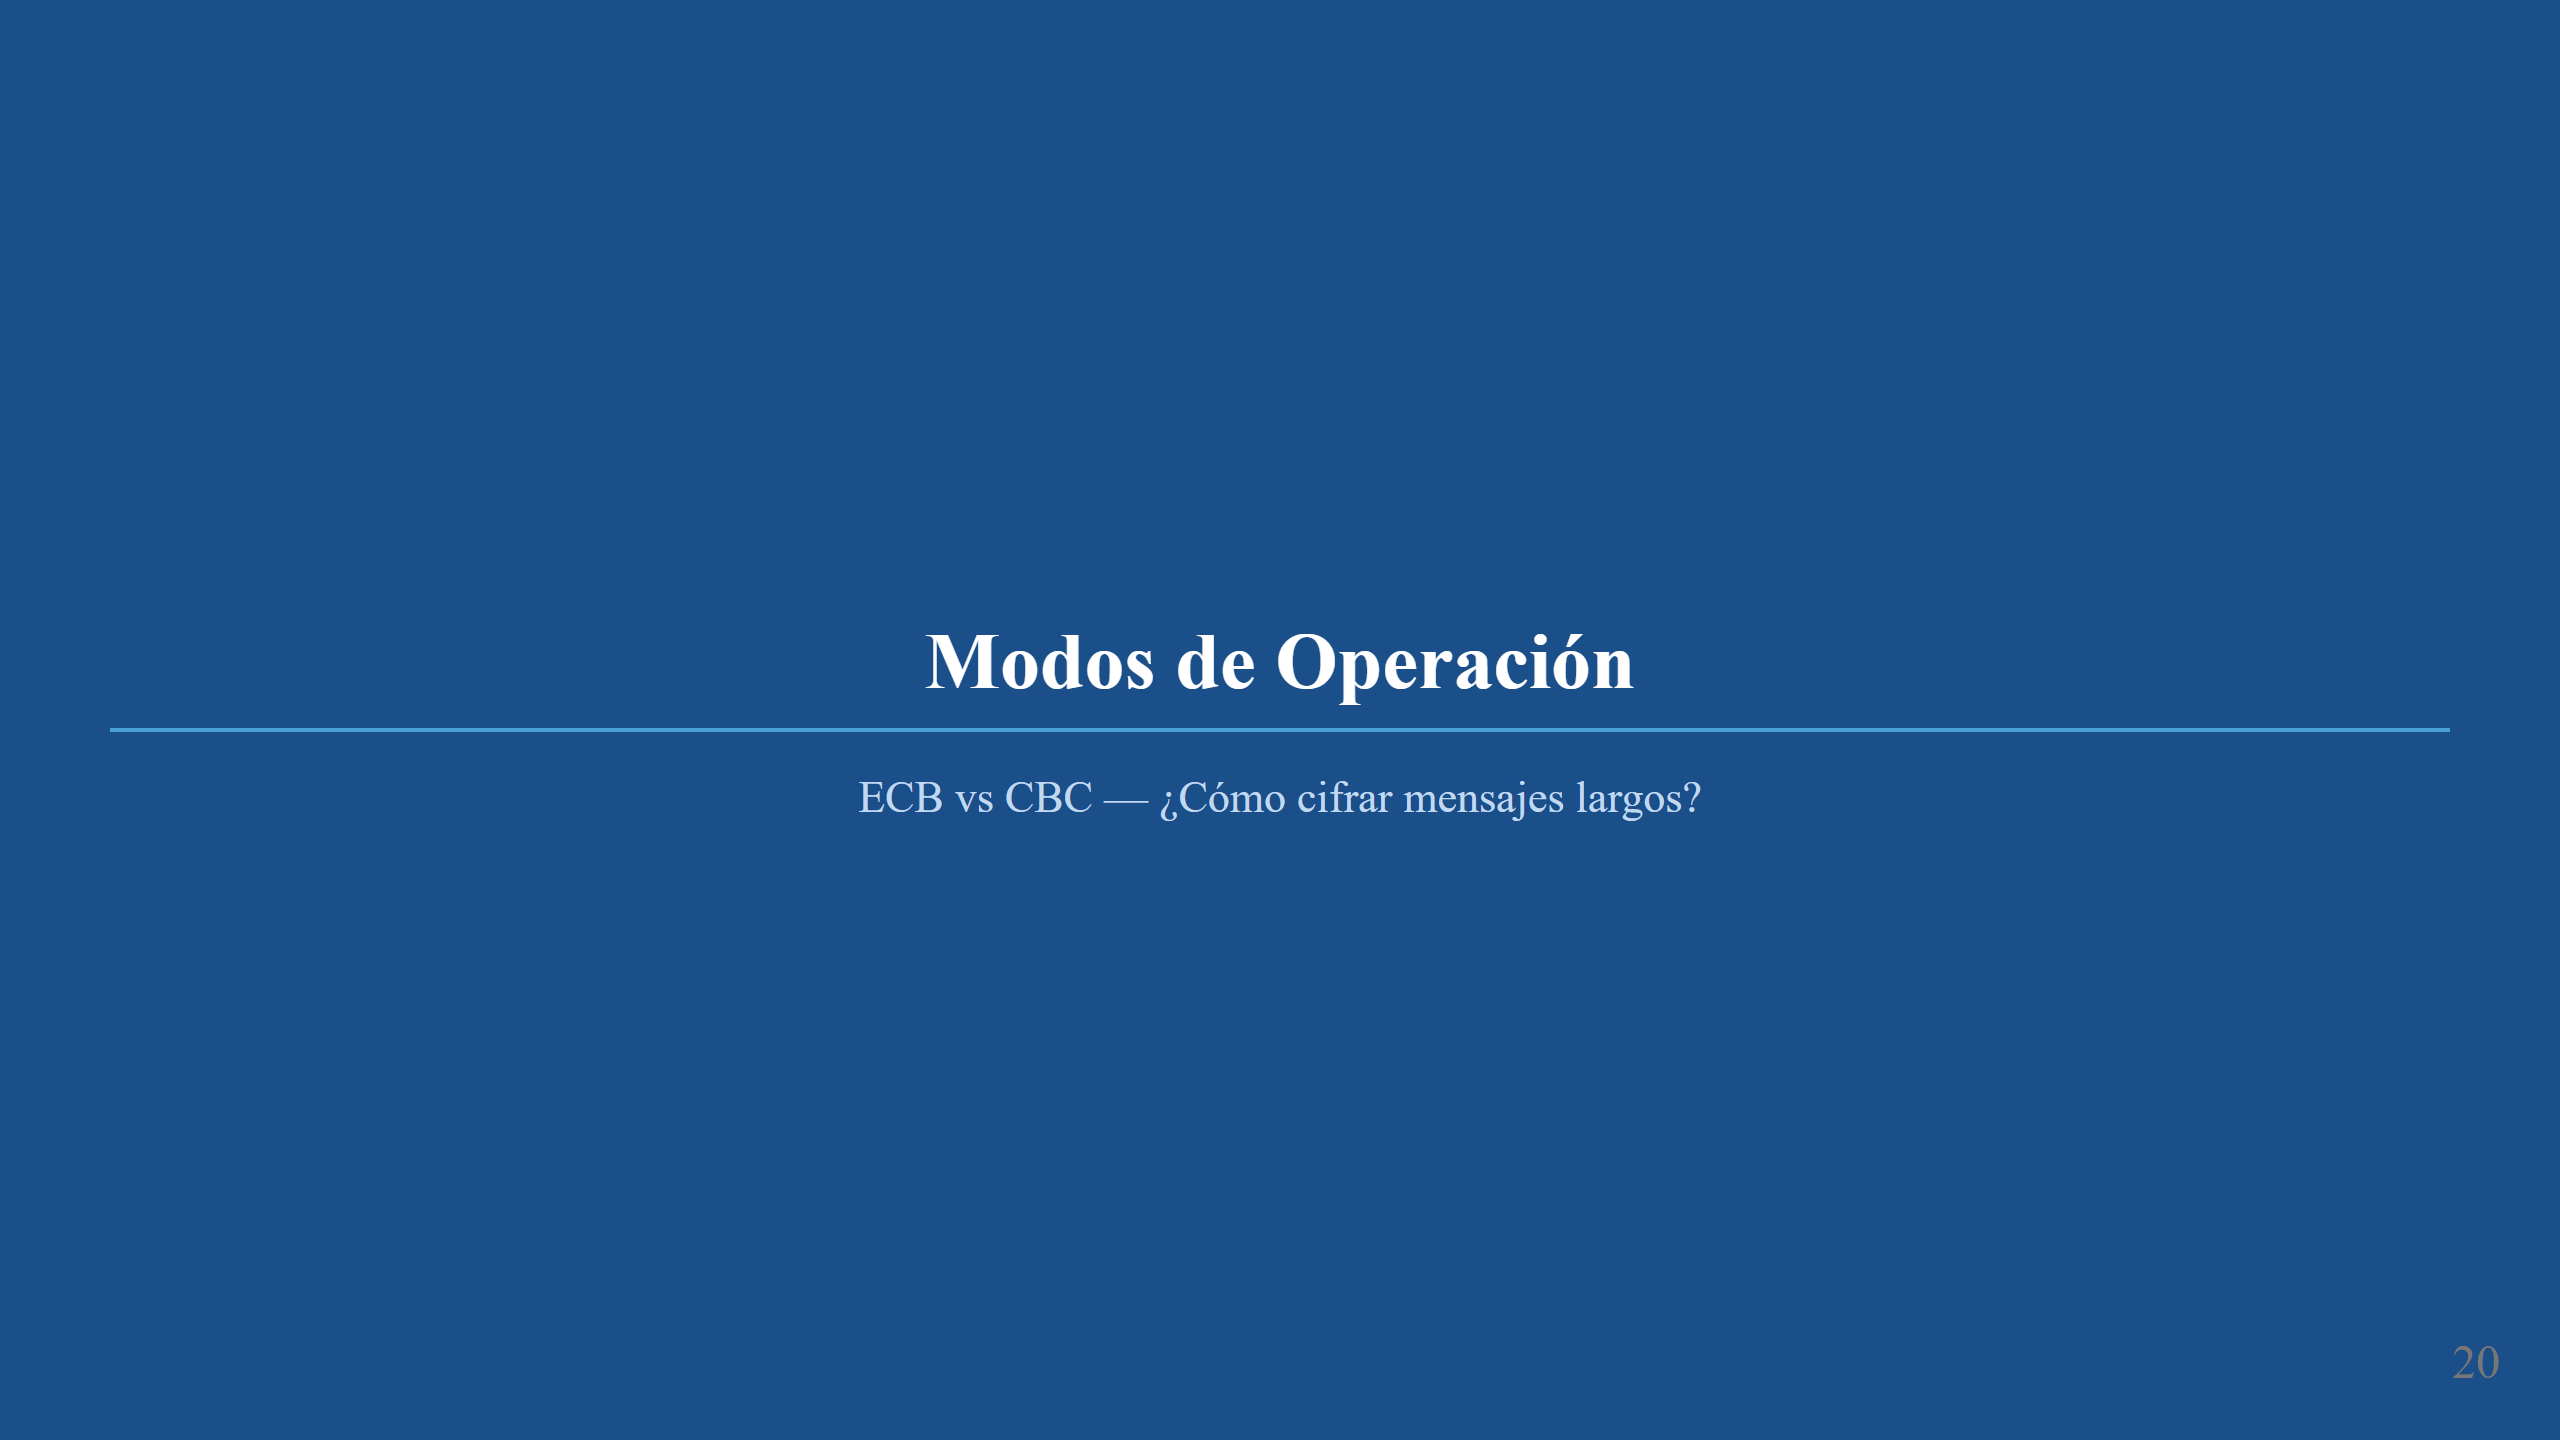 Modos de Operación
ECB vs CBC — ¿Cómo cifrar mensajes largos?
20